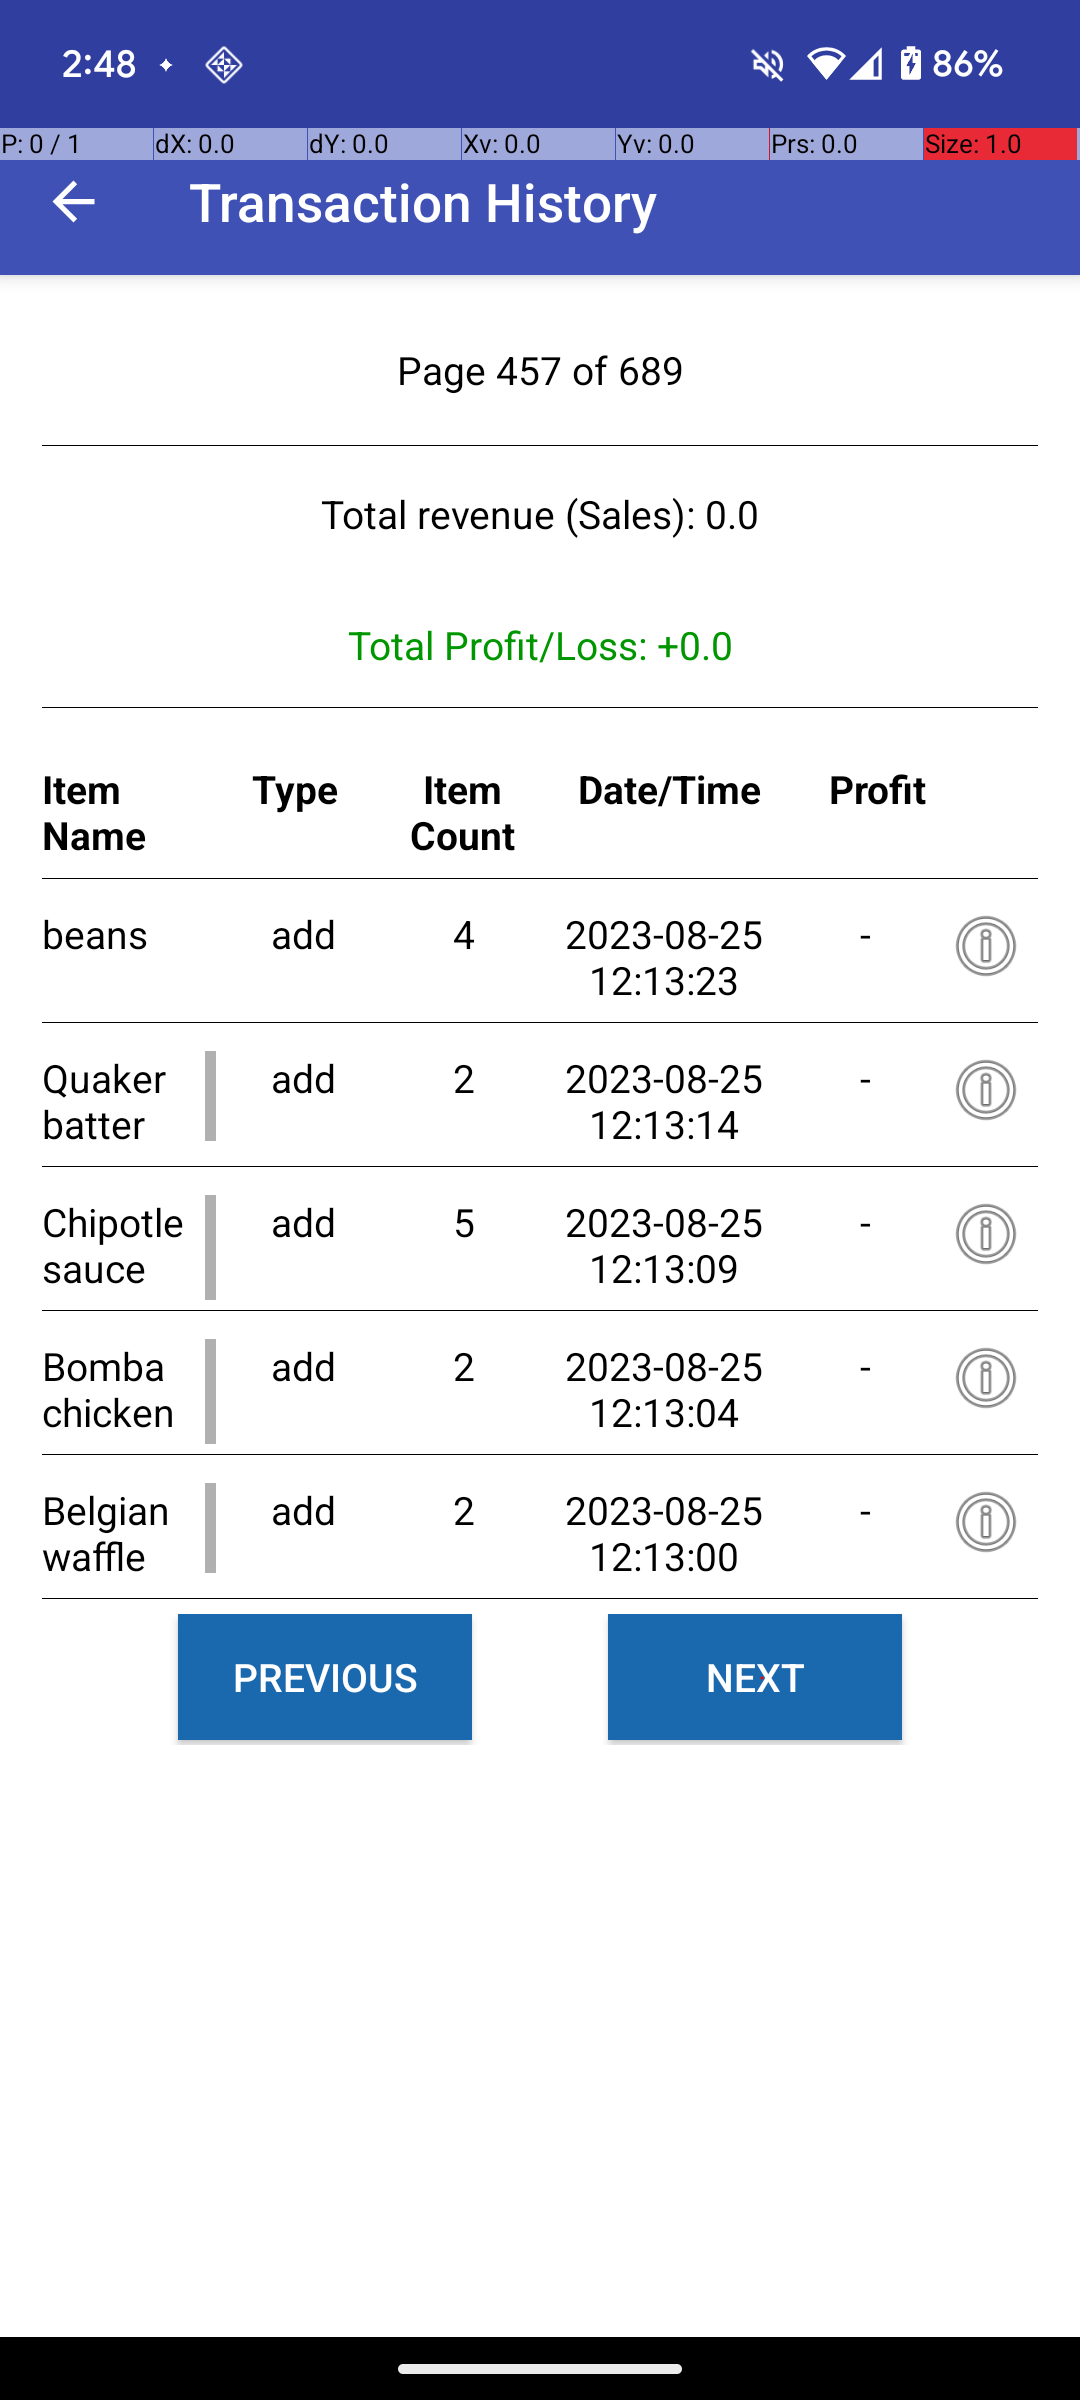 2:48
86%
P: 0 / 1 dX: 0.0 dY: 0.0 Xv: 0.0 Yv: 0.0 Prs: 0.0 Size: 1.0
Transaction History
Page 457 of 689
Total revenue (Sales): 0.0
Total Profit/Loss: +0.0
Item Type Item Date/Time Profit
Name Count
beans add 4 2023-08-25 -
12:13:23
Quaker add 2 2023-08-25 -
batter 12:13:14
Chipotle add 5 2023-08-25 -
sauce 12:13:09
Bomba add 2 2023-08-25 -
chicken 12:13:04
Belgian add 2 2023-08-25 -
waffle 12:13:00
PREVIOUS NEXT